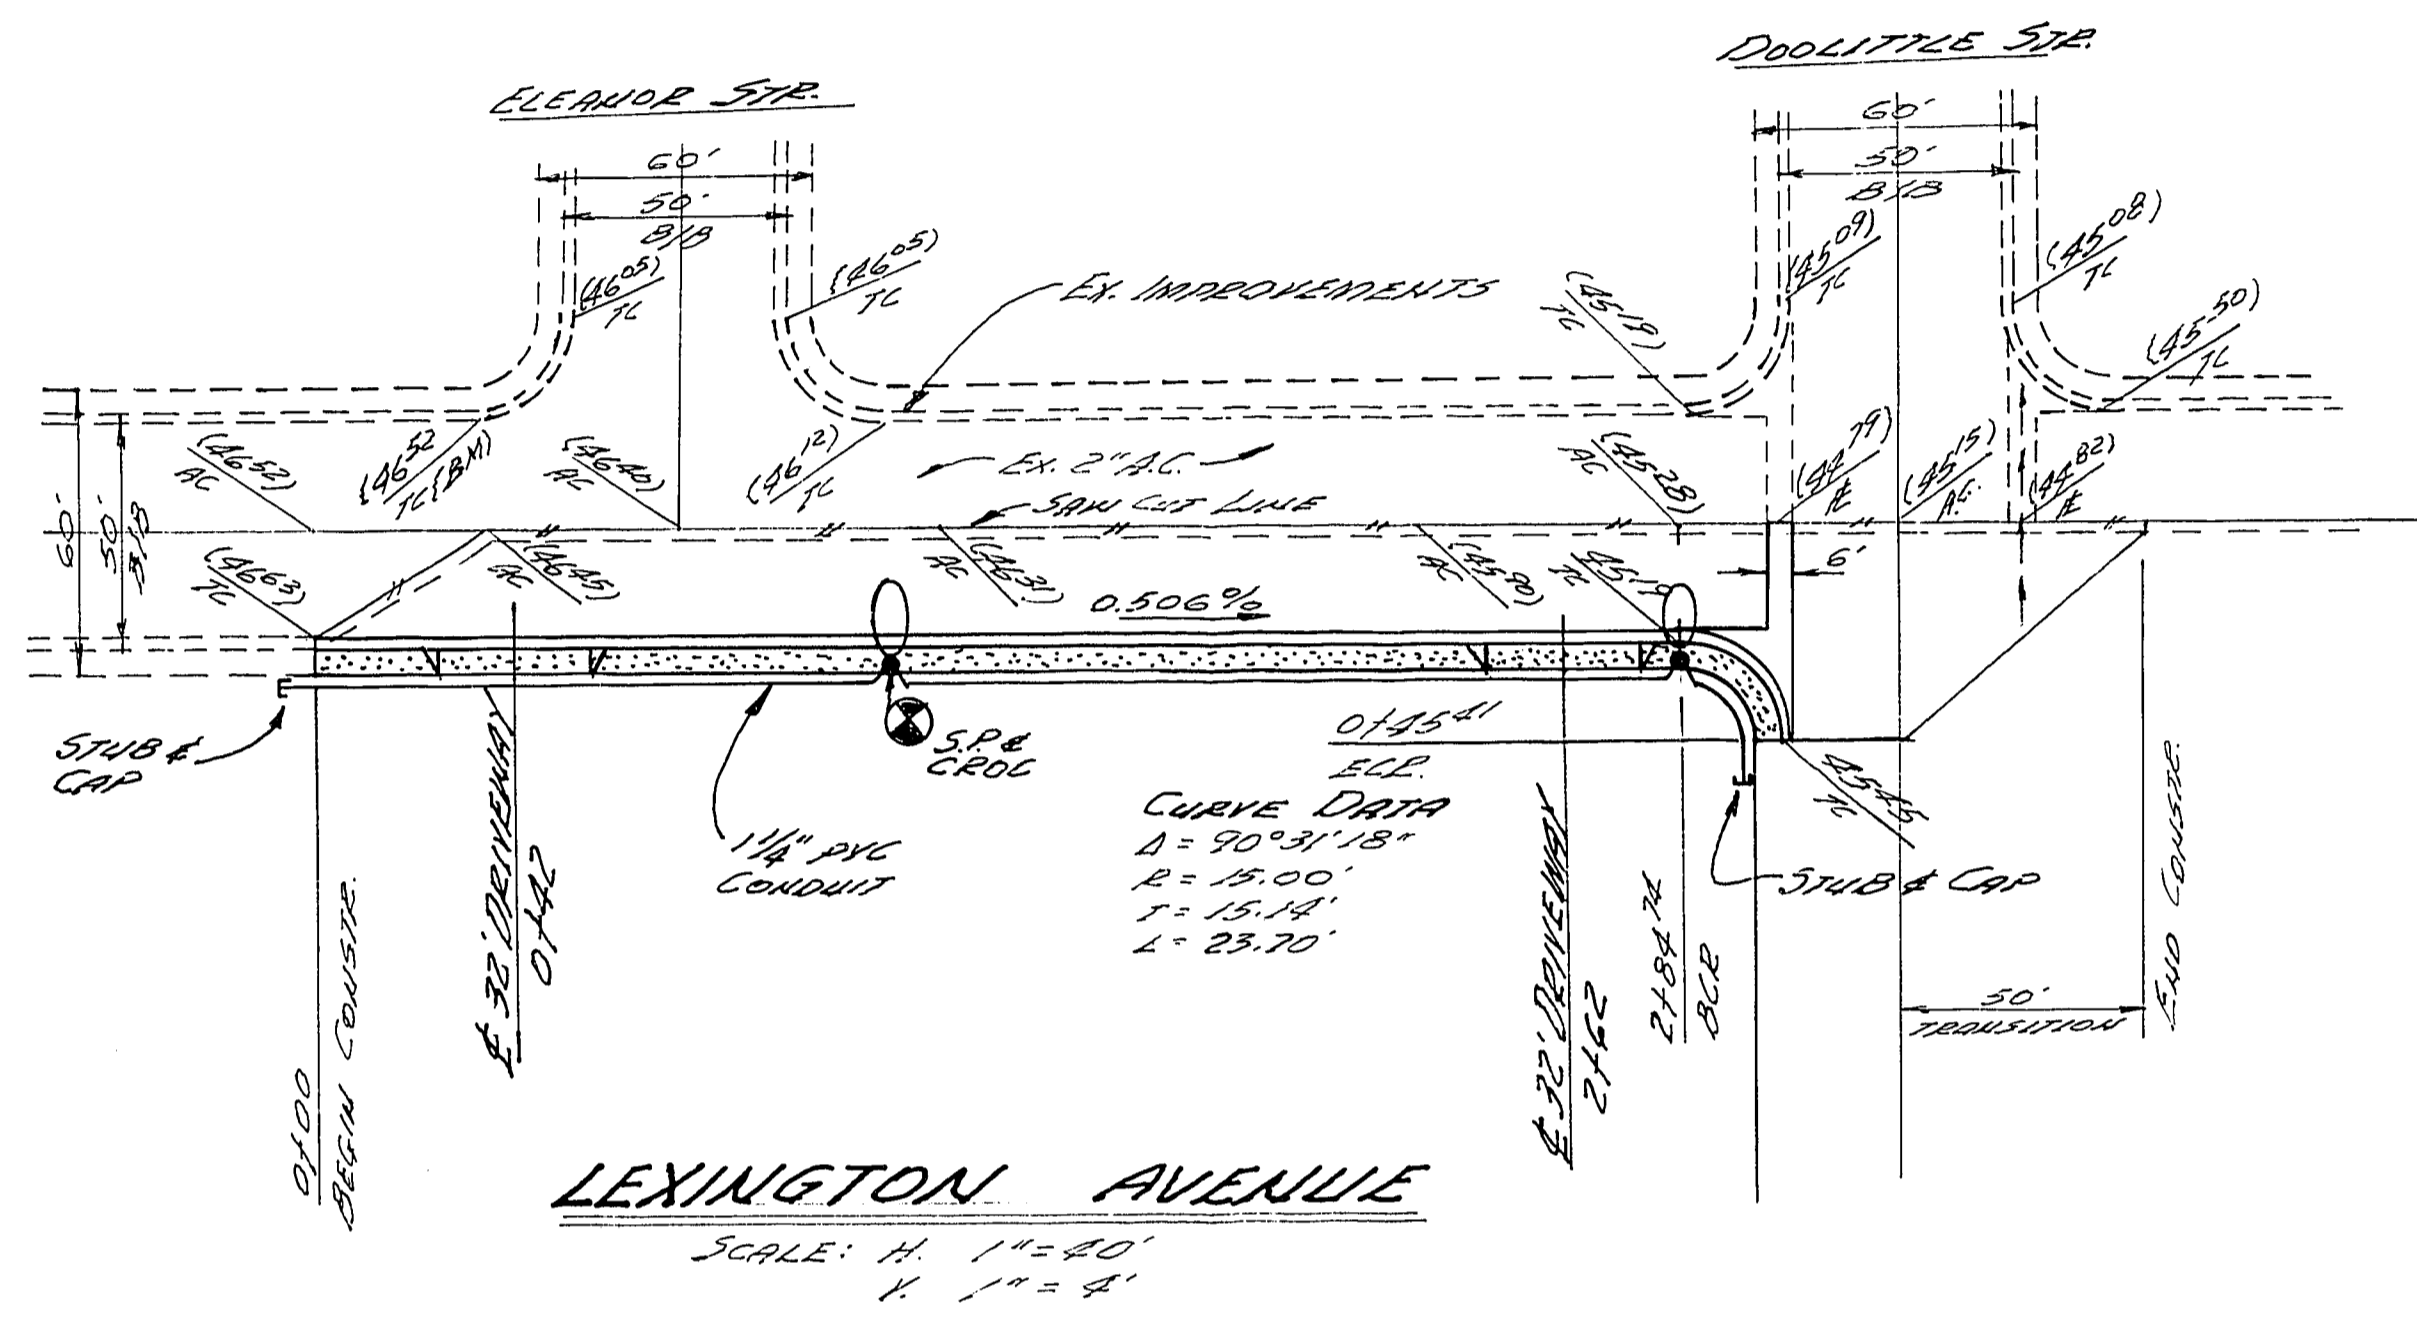 ELEANOR STR.
DOOLITTLE STR.
60'
50'
B/B
60'
50'
B/B
(46 05)
TC
(46 05)
TC
EX. IMPROVEMENTS
(45 19)
TC
(45 09)
TC
(45 08)
TC
(45 50)
TC
60'
50'
B/B
(46 52)
AC
(46 52
TC (BM)
(46 40)
AC
(46 12)
TC
EX. 2" A.C.
SAW CUT LINE
(45 28)
AC
(44 79)
(45 15)
A.C.
(44 82)
(46 63)
TC
(46 45)
AC
(46 31)
AC
(45 90)
AC
45 19
TC
6'
0.506%
STUB &
CAP
S.P. &
1 1/4" PVC
CONDUIT
0+45 41
ECR.
CURVE DATA
Δ = 90°31'18"
R = 15.00'
T = 15.14'
L = 23.70'
TC
STUB & CAP
0+00
BEGIN CONSTR.
℄ 32' DRIVEWAY
0+42
℄ 32' DRIVEWAY
2+62
2+84 74
BCR
50'
TRANSITION
END CONSTR.
LEXINGTON AVENUE
SCALE: H. 1"=40'
V. 1"= 4'